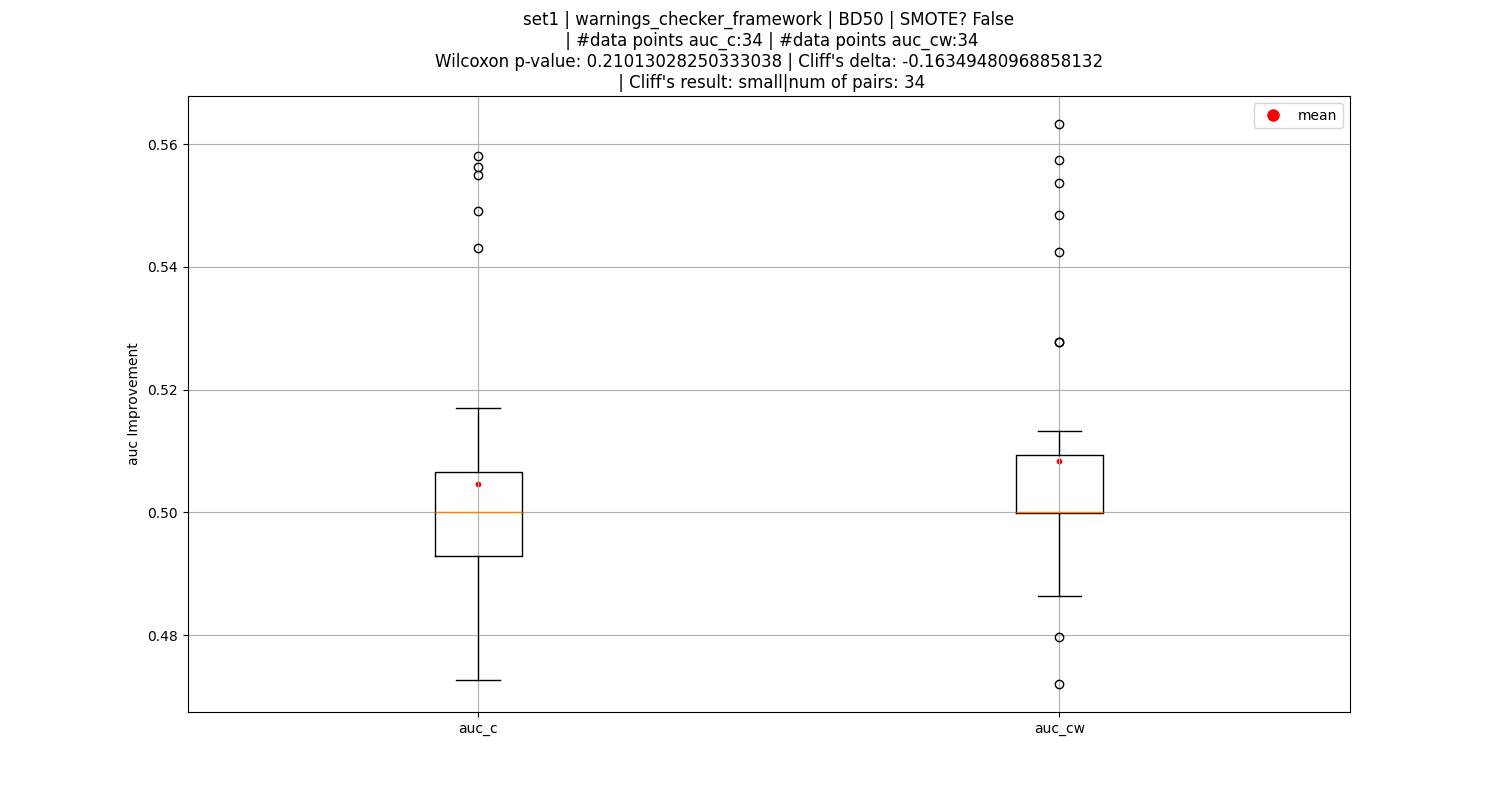 set1 | warnings_checker_framework | BD50 | SMOTE? False
| #data points auc_c:34 | #data points auc_cw:34
Wilcoxon p-value: 0.21013028250333038 | Cliff's delta: -0.16349480968858132
| Cliff's result: small|num of pairs: 34
mean
0.56
0.54
0.52
0.50
0.48
auc Improvement
auc_c
auc_cw